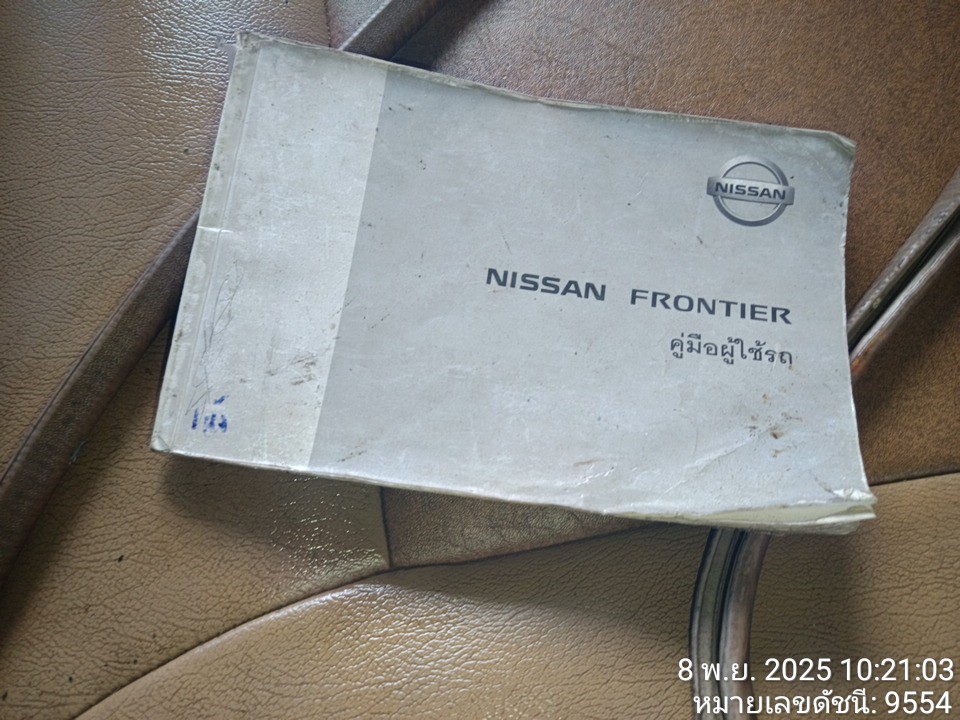 NISSAN
NISSAN FRONTIER
คู่มือผู้ใช้รถ
8 พ.ย. 2025 10:21:03
หมายเลขดัชนี: 9554